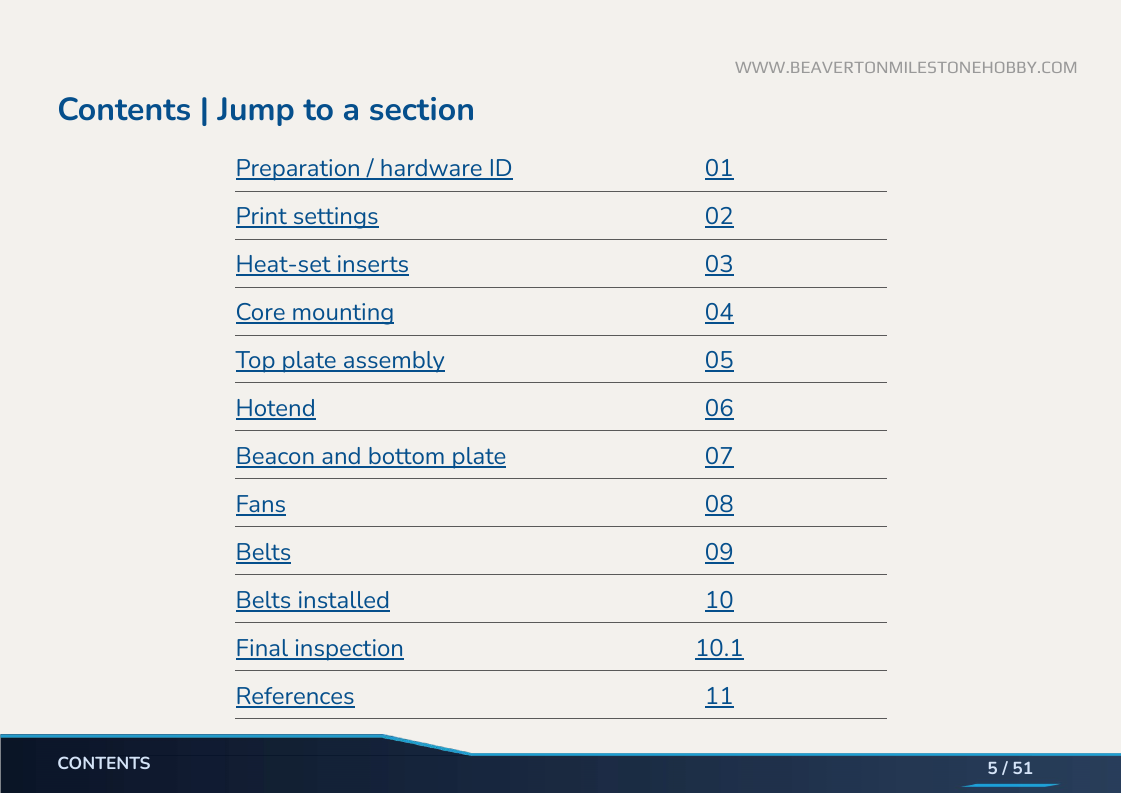 WWW.BEAVERTONMILESTONEHOBBY.COM
Contents | Jump to a section
Preparation / hardware ID 01
Print settings 02
Heat-set inserts 03
Core mounting 04
Top plate assembly 05
Hotend 06
Beacon and bottom plate 07
Fans 08
Belts 09
Belts installed 10
Final inspection 10.1
References 11
CONTENTS 5 / 51